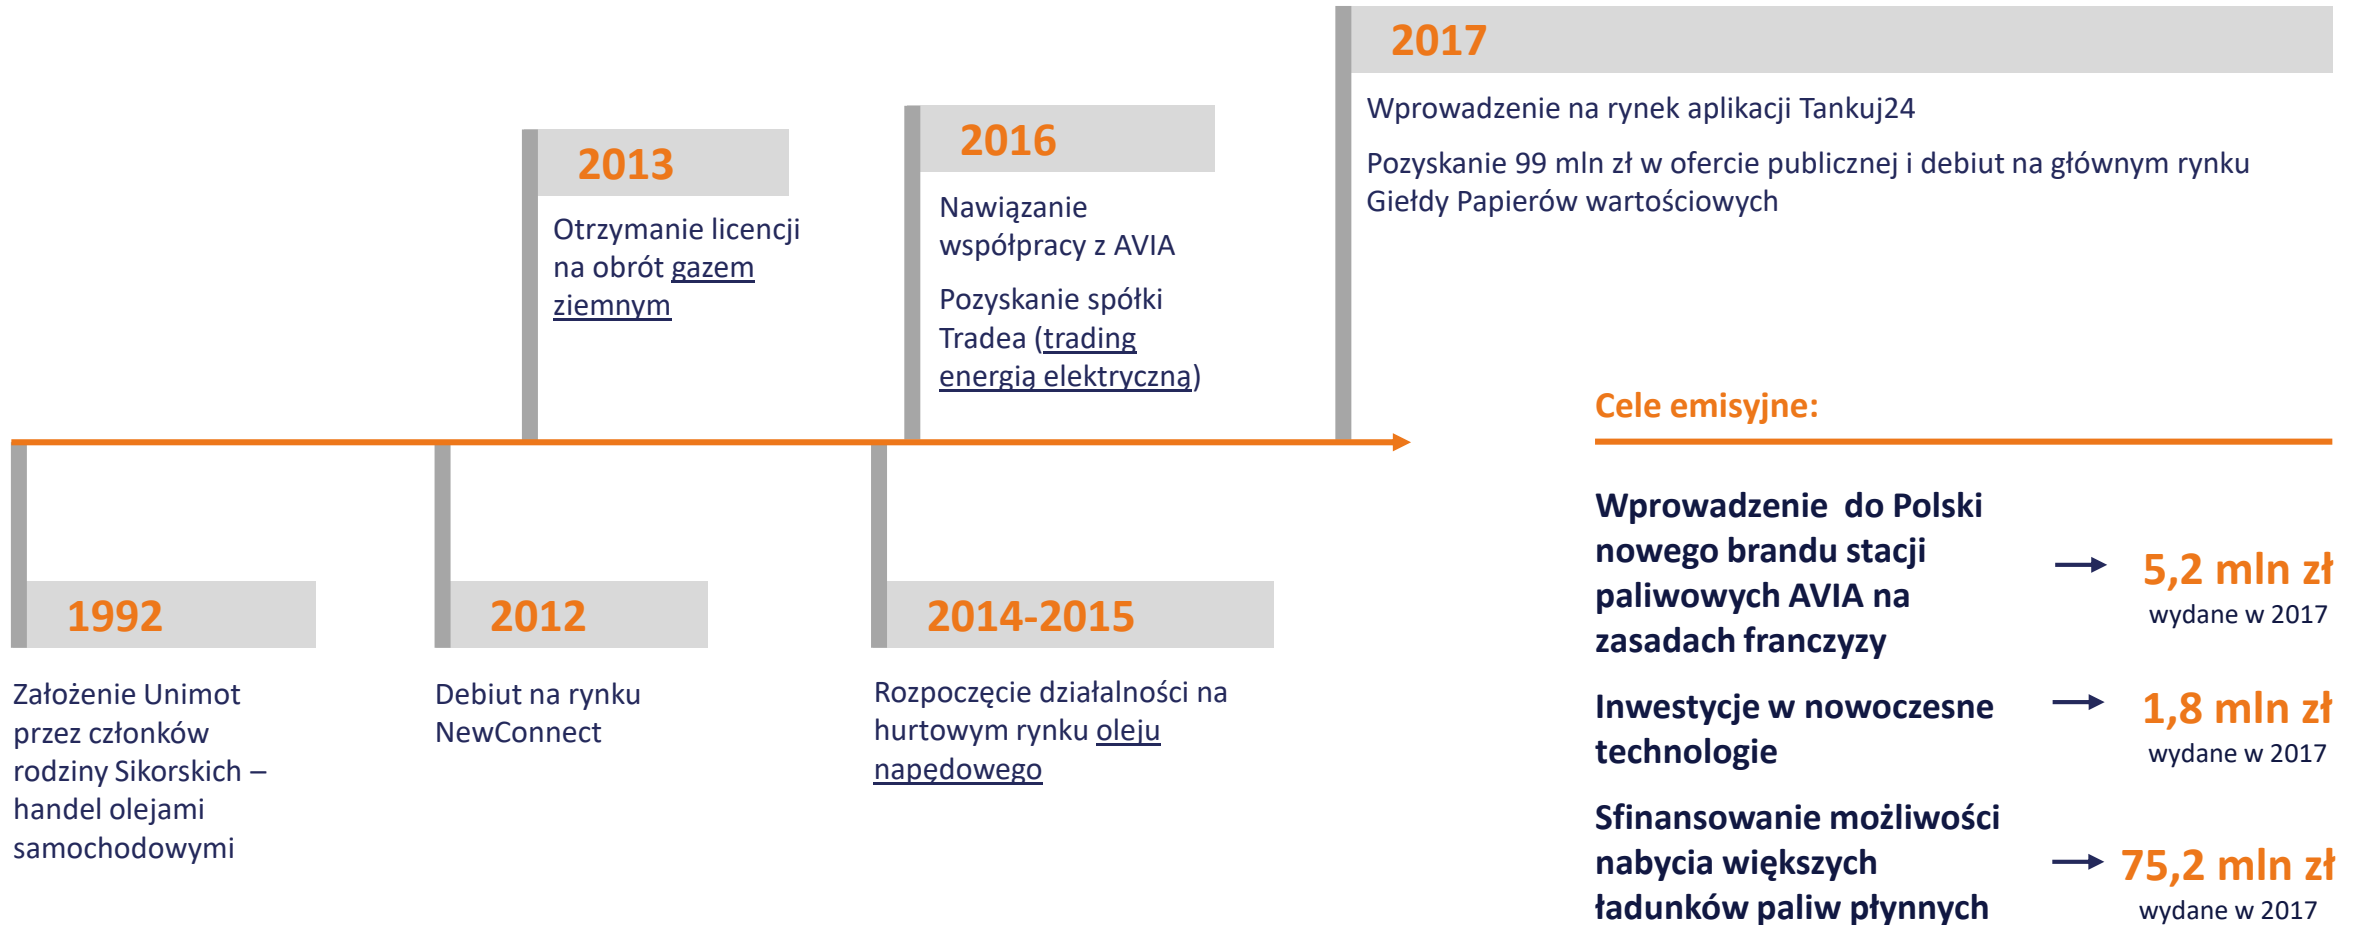 2017
Wprowadzenie na rynek aplikacji Tankuj24
Pozyskanie 99 mln zł w ofercie publicznej i debiut na głównym rynku
Giełdy Papierów wartościowych
2016
Nawiązanie
współpracy z AVIA
Pozyskanie spółki
Tradea (trading
energią elektryczną)
2013
Otrzymanie licencji
na obrót gazem
ziemnym
1992
Założenie Unimot
przez członków
rodziny Sikorskich –
handel olejami
samochodowymi
2012
Debiut na rynku
NewConnect
2014-2015
Rozpoczęcie działalności na
hurtowym rynku oleju
napędowego
Cele emisyjne:
Wprowadzenie do Polski
nowego brandu stacji
paliwowych AVIA na
zasadach franczyzy
5,2 mln zł
wydane w 2017
Inwestycje w nowoczesne
technologie
1,8 mln zł
wydane w 2017
Sfinansowanie możliwości
nabycia większych
ładunków paliw płynnych
75,2 mln zł
wydane w 2017